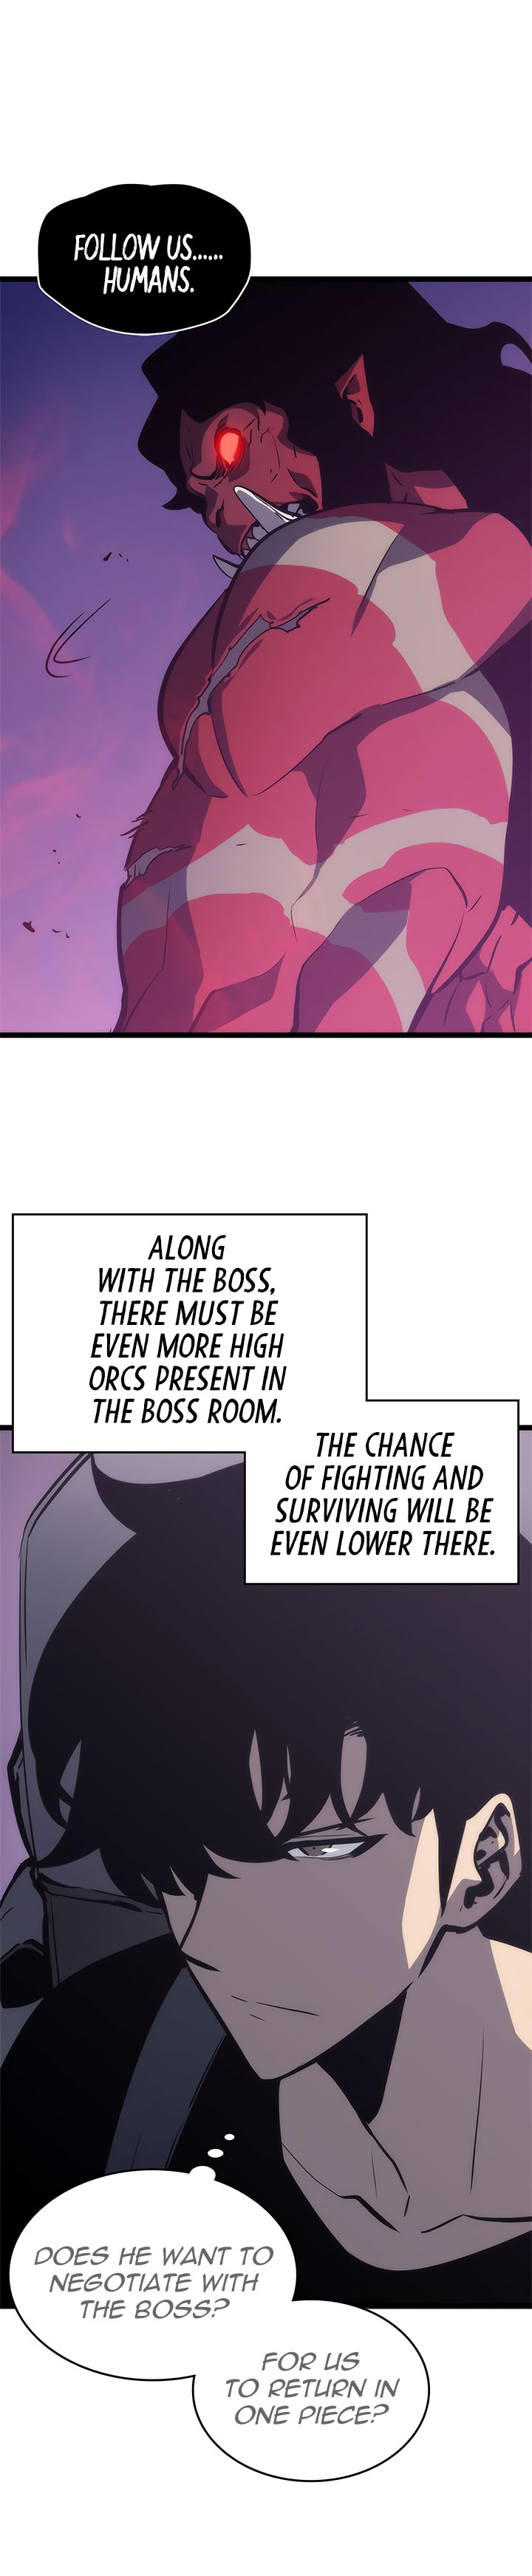 FOLLOW US......
HUMANS.
ALONG
WITH THE BOSS,
THERE MUST BE
EVEN MORE HIGH
ORCS PRESENT IN
THE BOSS ROOM.
THE CHANCE
OF FIGHTING AND
SURVIVING WILL BE
EVEN LOWER THERE.
DOES HE WANT TO
NEGOTIATE WITH
THE BOSS?
FOR US
TO RETURN IN
ONE PIECE?